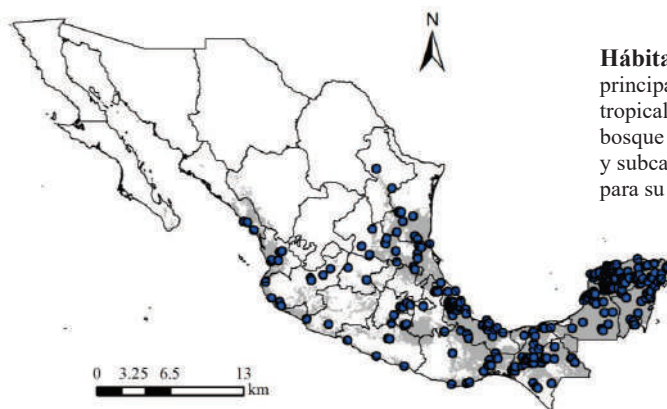 N
Hábita
principa
tropical
bosque
y subca
para su
0 3.25 6.5 13
km